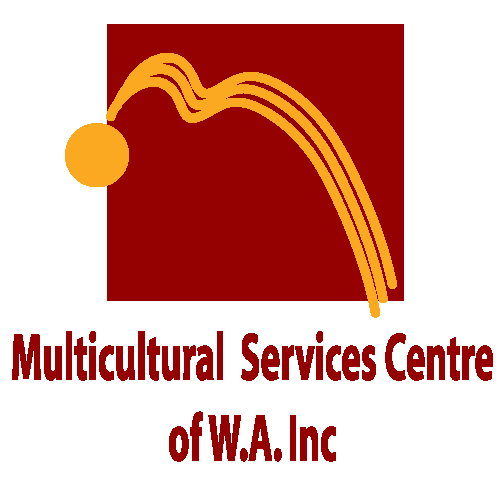 Multicultural Services Centre
of W.A. Inc